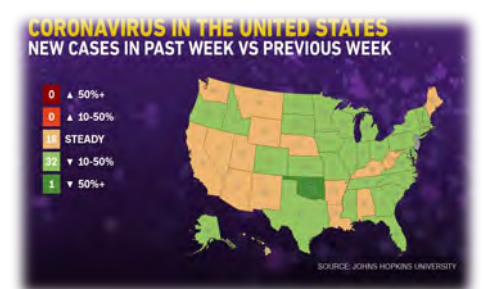 CORONAVIRUS IN THE UNITED STATES
NEW CASES IN PAST WEEK VS PREVIOUS WEEK
0 ▲ 50%+
0 ▲ 10-50%
18 STEADY
32 ▼ 10-50%
1 ▼ 50%+
SOURCE: JOHNS HOPKINS UNIVERSITY